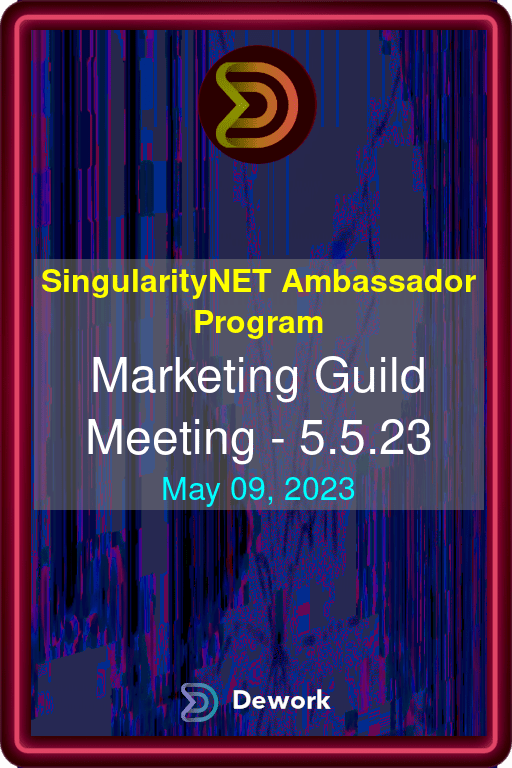 SingularityNET Ambassador
Program
Marketing Guild
Meeting - 5.5.23
May 09, 2023
Dework